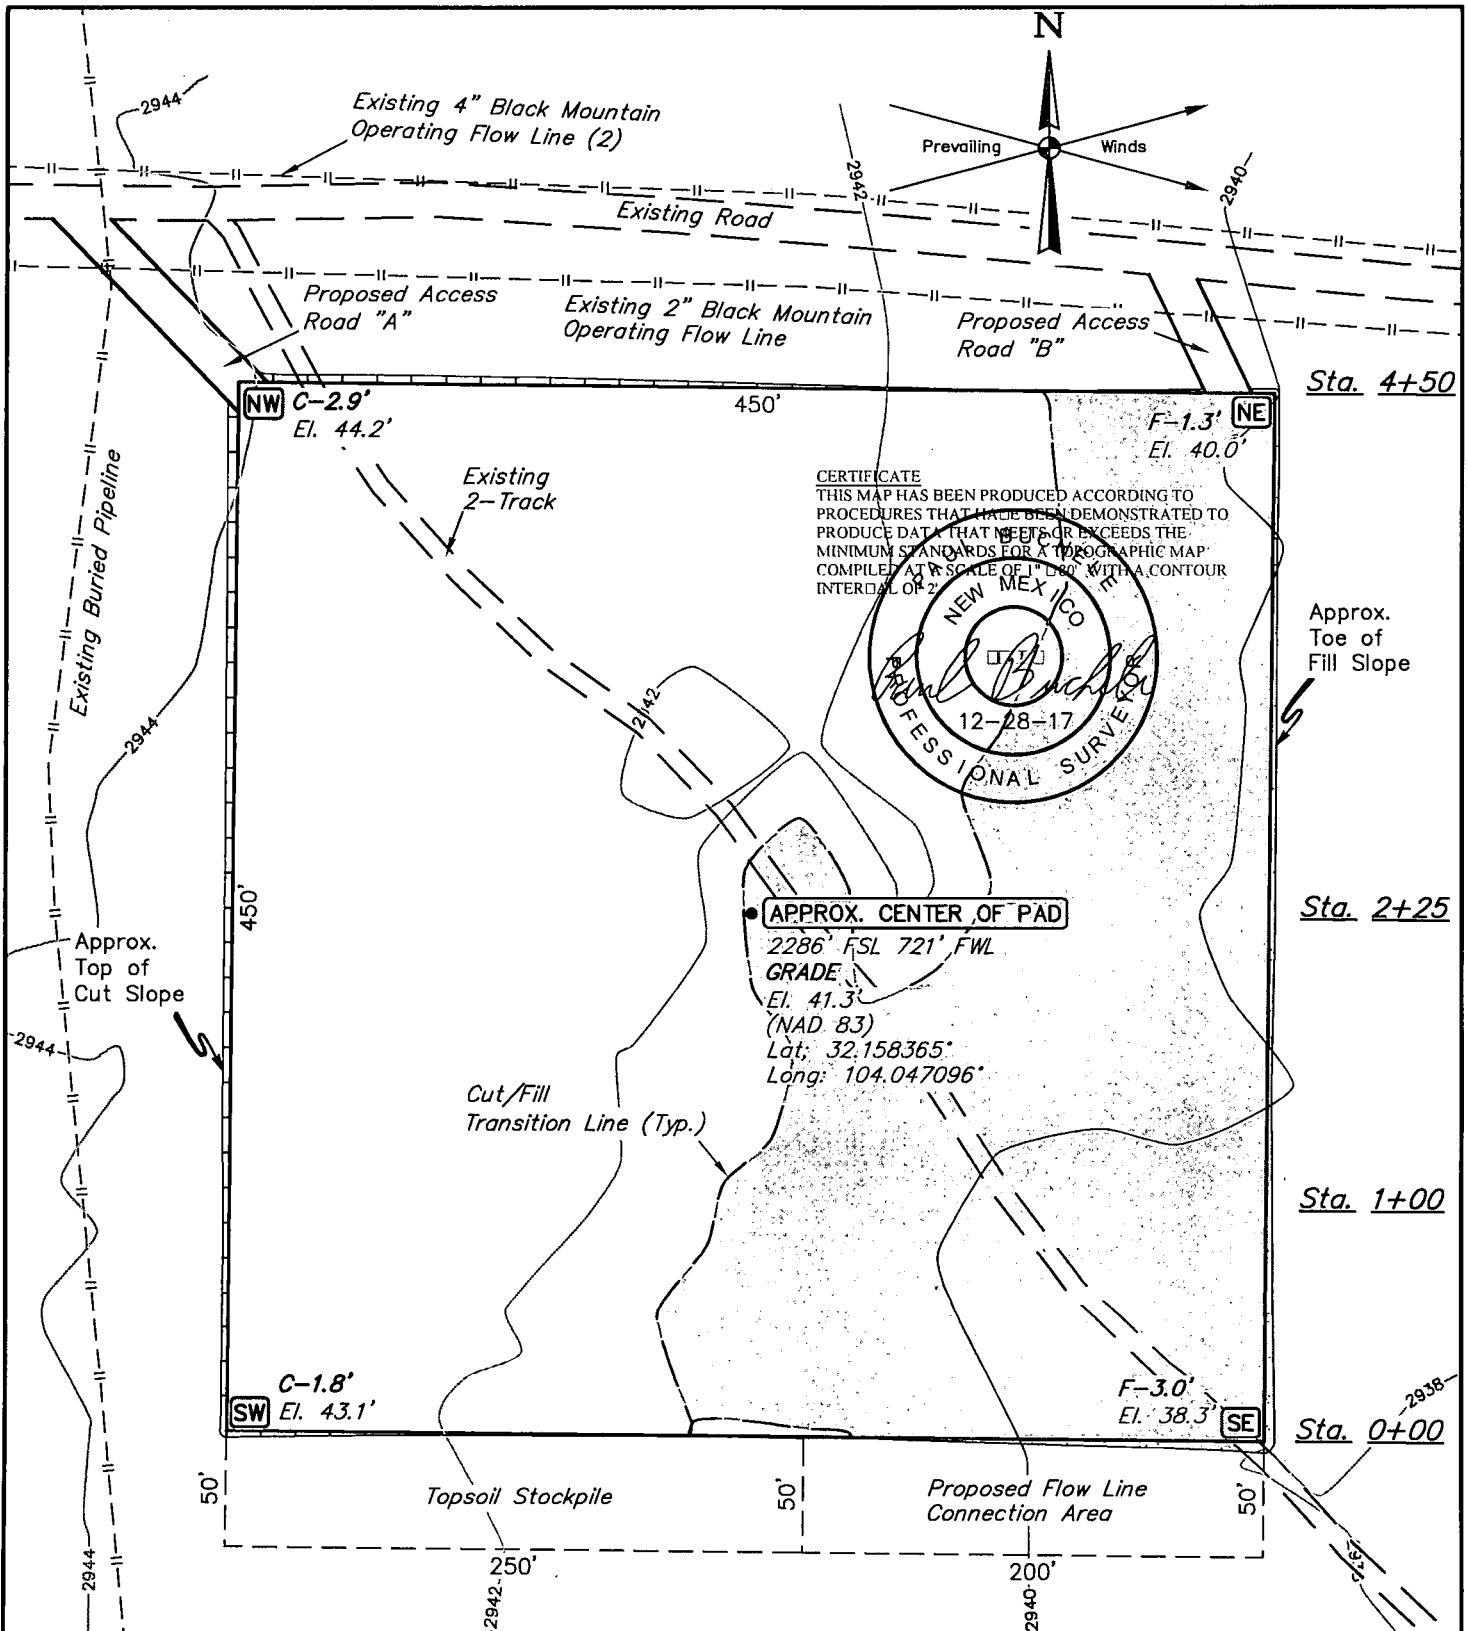 N
2944
Existing 4" Black Mountain
Operating Flow Line (2)
Prevailing
Winds
2942
2940
Existing Road
Proposed Access
Road "A"
Existing 2" Black Mountain
Operating Flow Line
Proposed Access
Road "B"
Sta. 4+50
NW
C-2.9'
El. 44.2'
450'
F-1.3'
El. 40.0'
NE
Existing Buried Pipeline
Existing
2-Track
CERTIFICATE
THIS MAP HAS BEEN PRODUCED ACCORDING TO
PROCEDURES THAT HA□E BEEN DEMONSTRATED TO
PRODUCE DATA THAT MEETS OR EXCEEDS THE
MINIMUM STANDARDS FOR A TOPOGRAPHIC MAP
COMPILED AT A SCALE OF 1" □ 80' WITH A CONTOUR
INTER□AL OF 2'
NEW MEXICO
PROFESSIONAL SURVEYOR
12-28-17
Approx.
Toe of
Fill Slope
2944
2942
450'
APPROX. CENTER OF PAD
Sta. 2+25
2286' FSL 721' FWL
GRADE
El. 41.3'
(NAD 83)
Lat: 32.158365°
Long: 104.047096°
Approx.
Top of
Cut Slope
2944
Cut/Fill
Transition Line (Typ.)
Sta. 1+00
C-1.8'
El. 43.1'
SW
F-3.0'
El. 38.3'
SE
2938
Sta. 0+00
50'
Topsoil Stockpile
50'
Proposed Flow Line
Connection Area
50'
2944
250'
2942
200'
2940